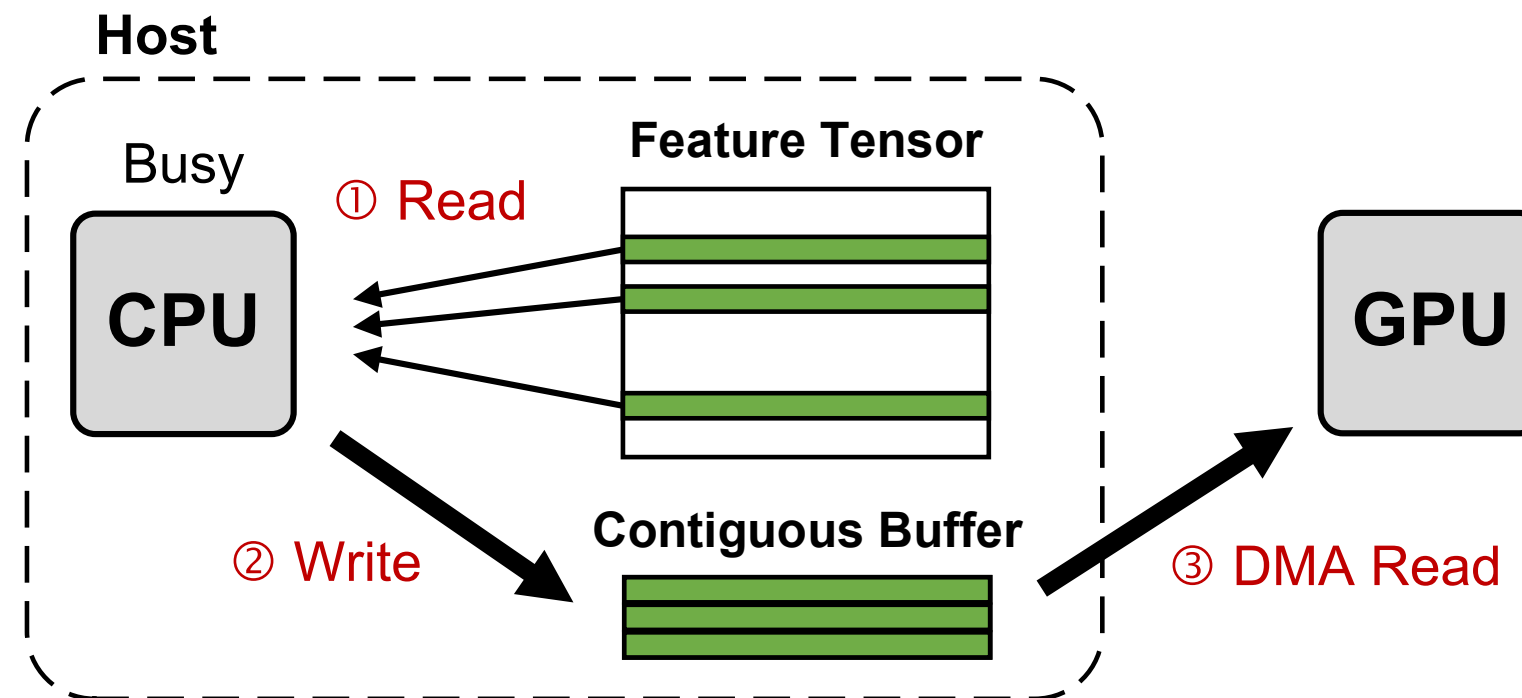 Host
Busy
CPU
① Read
Feature Tensor
GPU
② Write
Contiguous Buffer
③ DMA Read